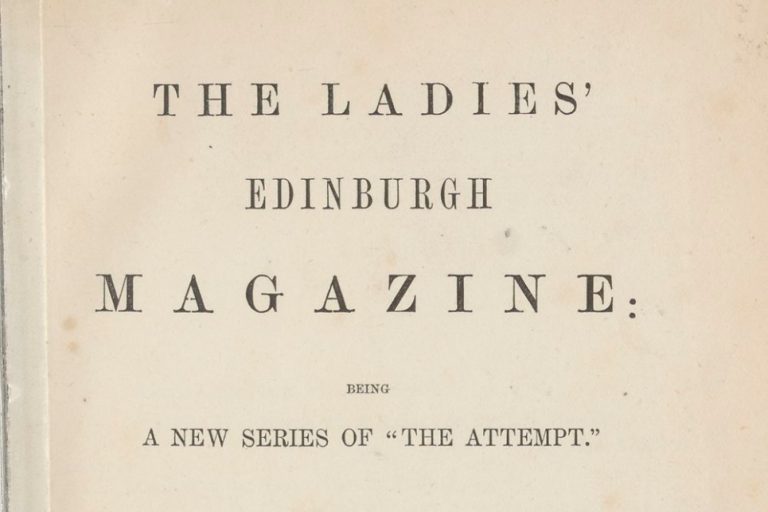 THE LADIES'
EDINBURGH
MAGAZINE:
BEING
A NEW SERIES OF "THE ATTEMPT."